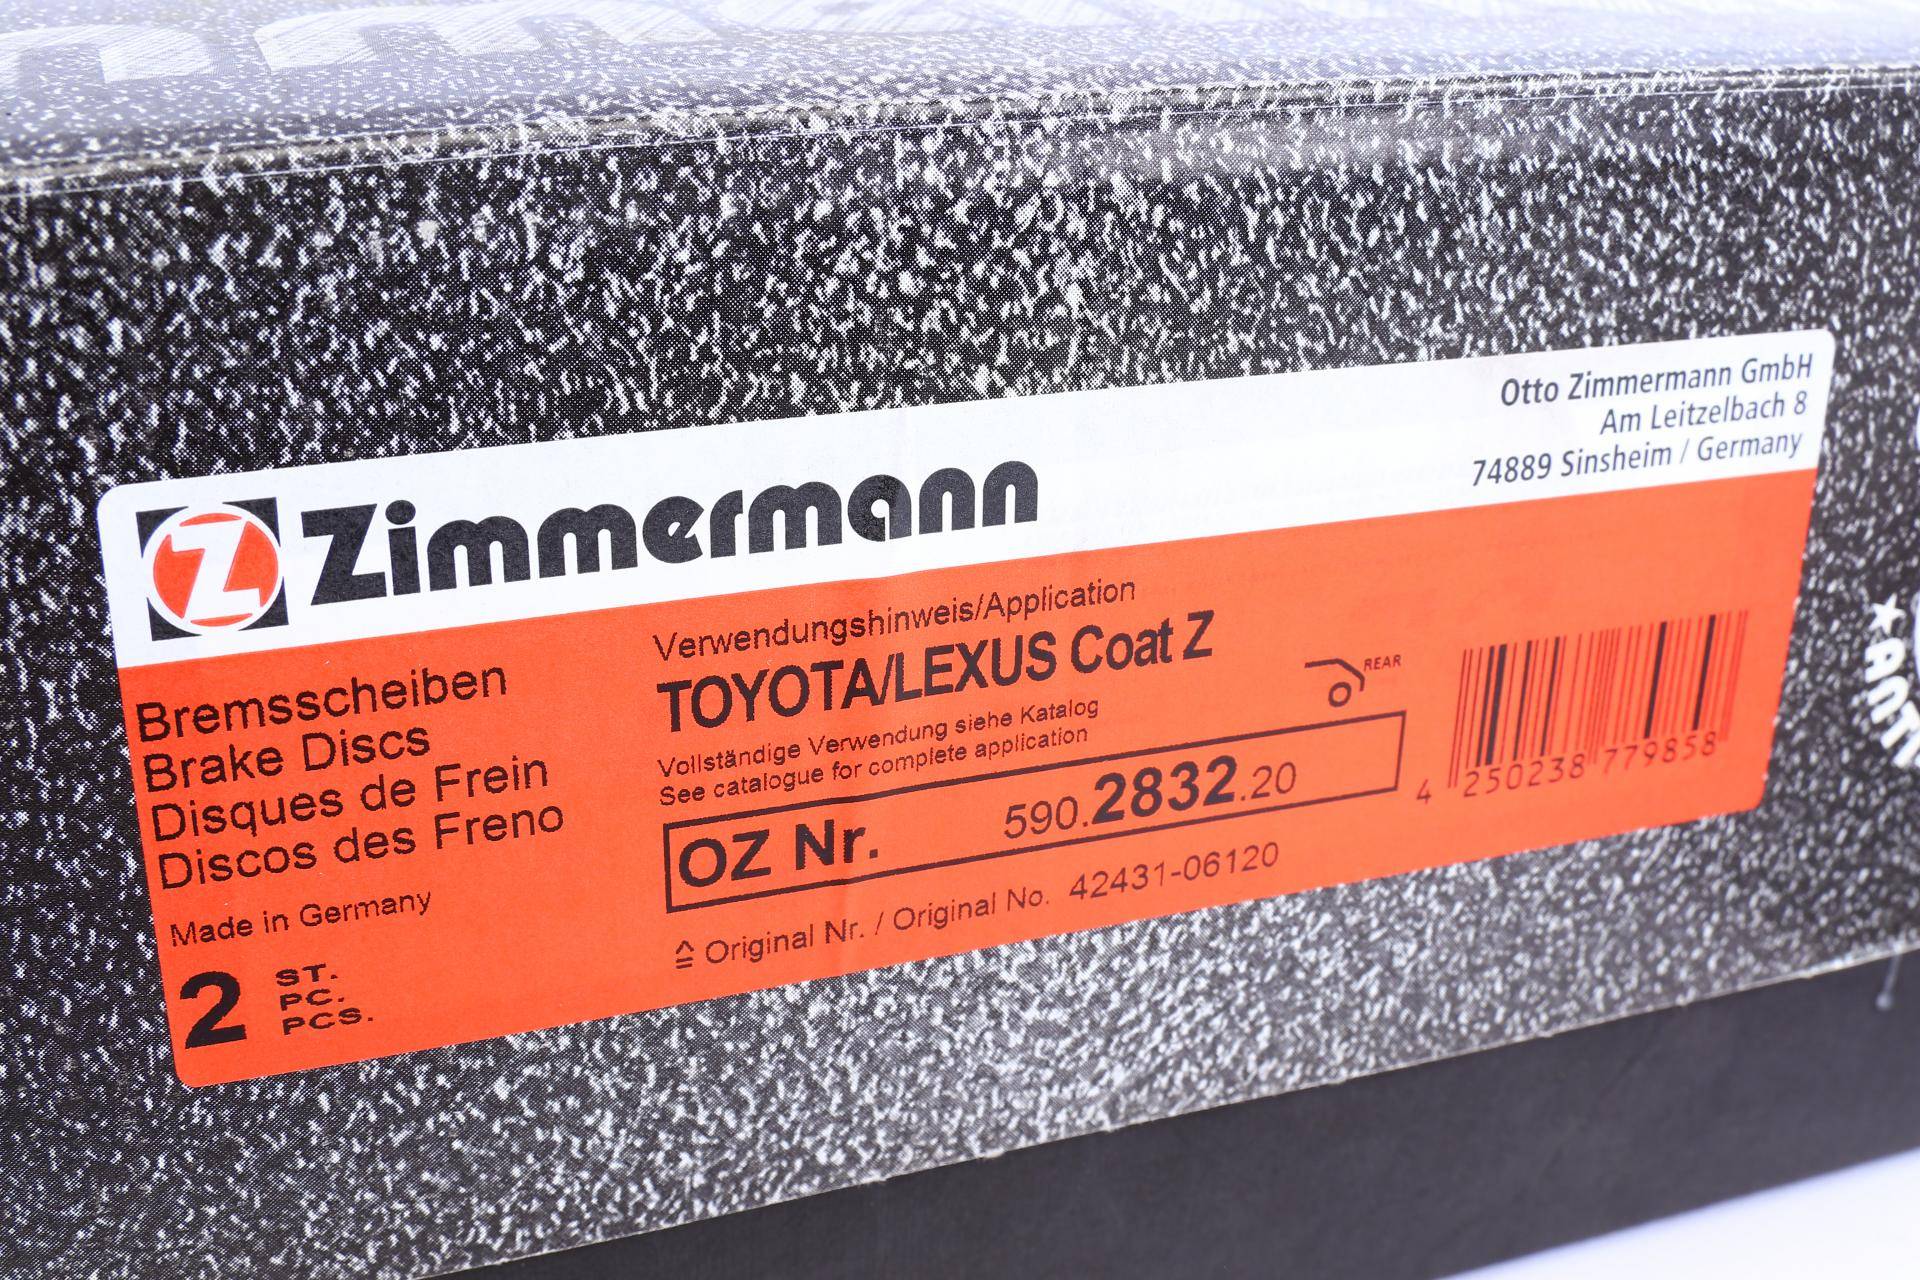 Otto Zimmermann GmbH
Am Leitzelbach 8
74889 Sinsheim / Germany
Z Zimmermann
Bremsscheiben
Brake Discs
Disques de Frein
Discos des Freno
Made in Germany
2 ST.
PC.
PCS.
Verwendungshinweis/Application
TOYOTA/LEXUS Coat Z
Vollständige Verwendung siehe Katalog
See catalogue for complete application
REAR
OZ Nr. 590.2832.20
≙ Original Nr. / Original No. 42431-06120
4 250238 779858